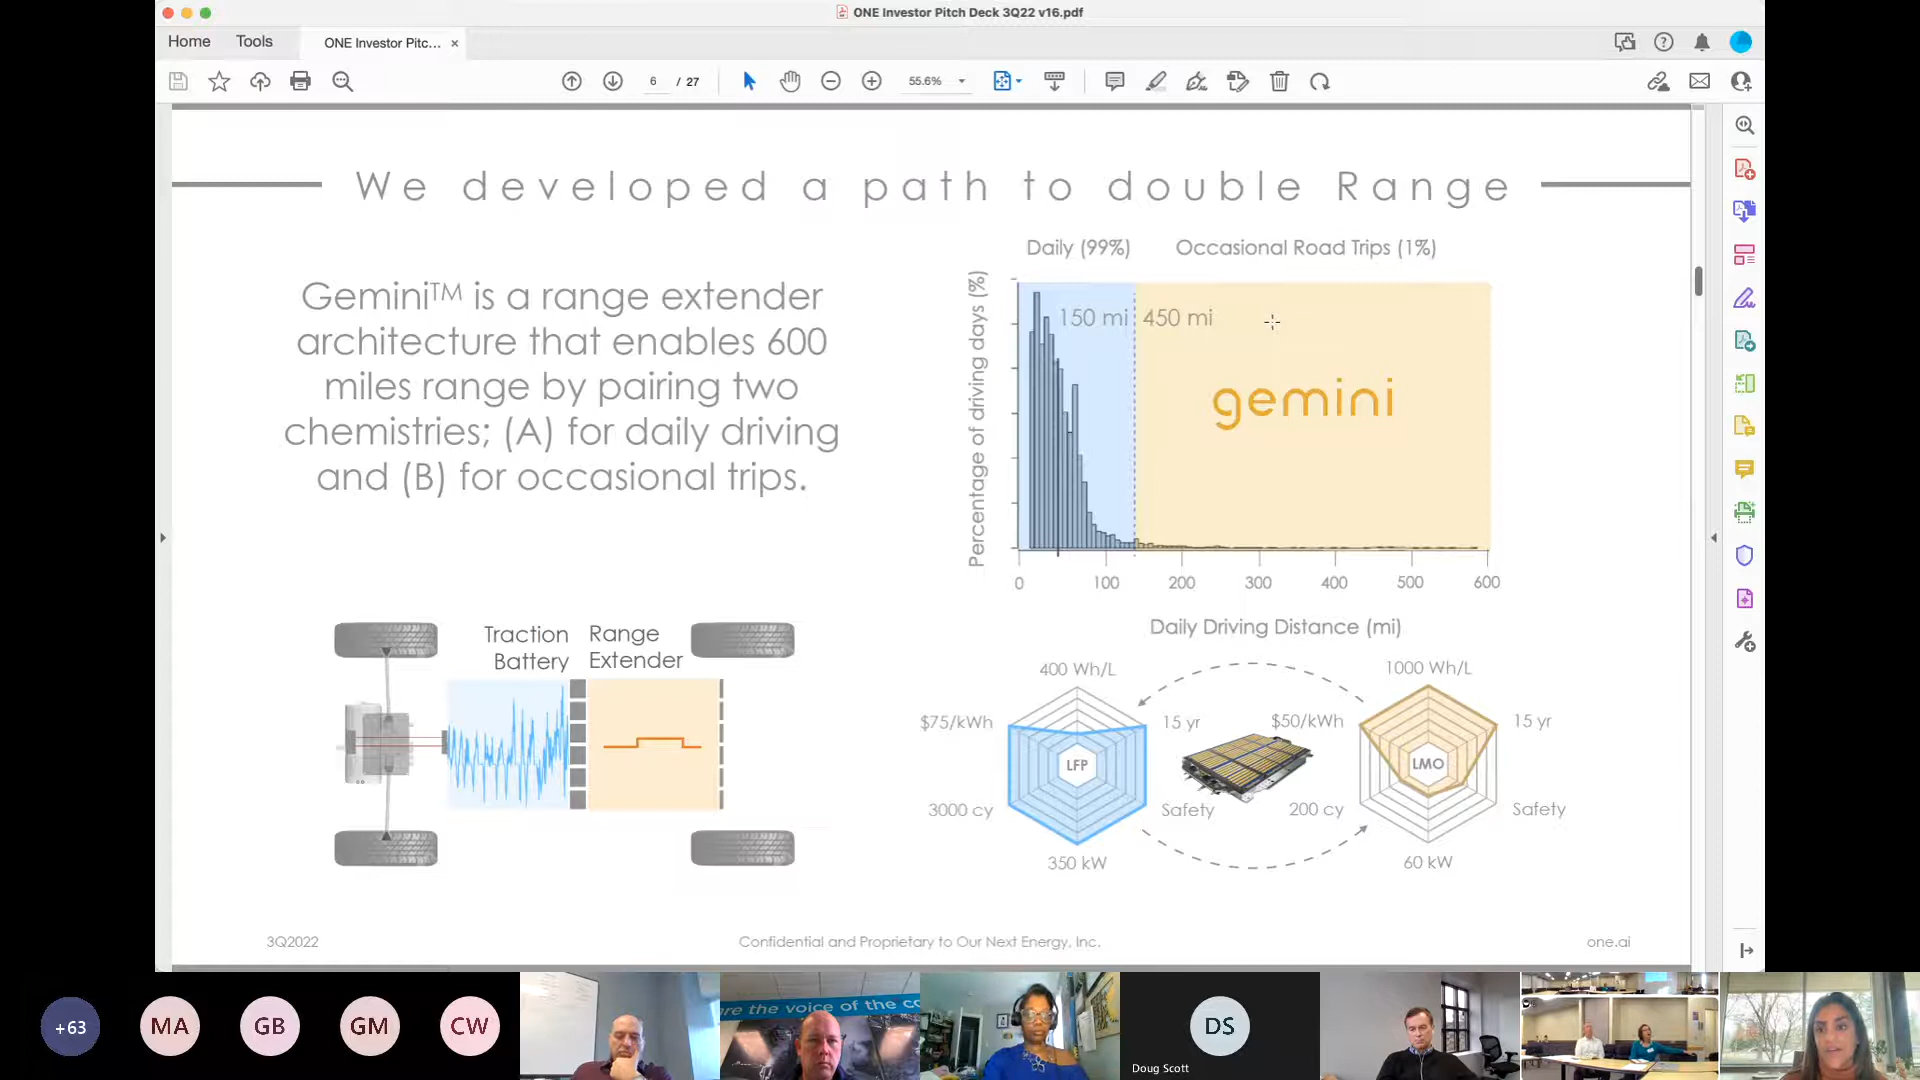 ONE Investor Pitch Deck 3Q22 v16.pdf
Home
Tools
ONE Investor Pitc...
6 / 27
55.6%
We developed a path to double Range
Gemini™ is a range extender
architecture that enables 600
miles range by pairing two
chemistries; (A) for daily driving
and (B) for occasional trips.
Daily (99%)
Occasional Road Trips (1%)
Percentage of driving days (%)
150 mi
450 mi
gemini
0
100
200
300
400
500
600
Daily Driving Distance (mi)
Traction
Battery
Range
Extender
400 Wh/L
$75/kWh
15 yr
LFP
3000 cy
Safety
350 kW
1000 Wh/L
$50/kWh
15 yr
LMO
200 cy
Safety
60 kW
3Q2022
Confidential and Proprietary to Our Next Energy, Inc.
one.ai
+63
MA
GB
GM
CW
are the voice of the co
DS
Doug Scott